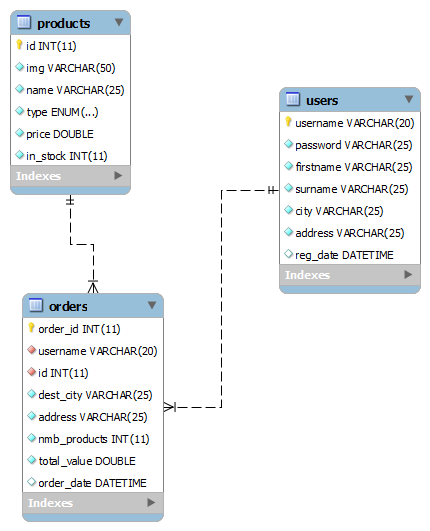 products
id INT(11)
img VARCHAR(50)
name VARCHAR(25)
type ENUM(...)
price DOUBLE
in_stock INT(11)
Indexes
users
username VARCHAR(20)
password VARCHAR(25)
firstname VARCHAR(25)
surname VARCHAR(25)
city VARCHAR(25)
address VARCHAR(25)
reg_date DATETIME
Indexes
orders
order_id INT(11)
username VARCHAR(20)
id INT(11)
dest_city VARCHAR(25)
address VARCHAR(25)
nmb_products INT(11)
total_value DOUBLE
order_date DATETIME
Indexes